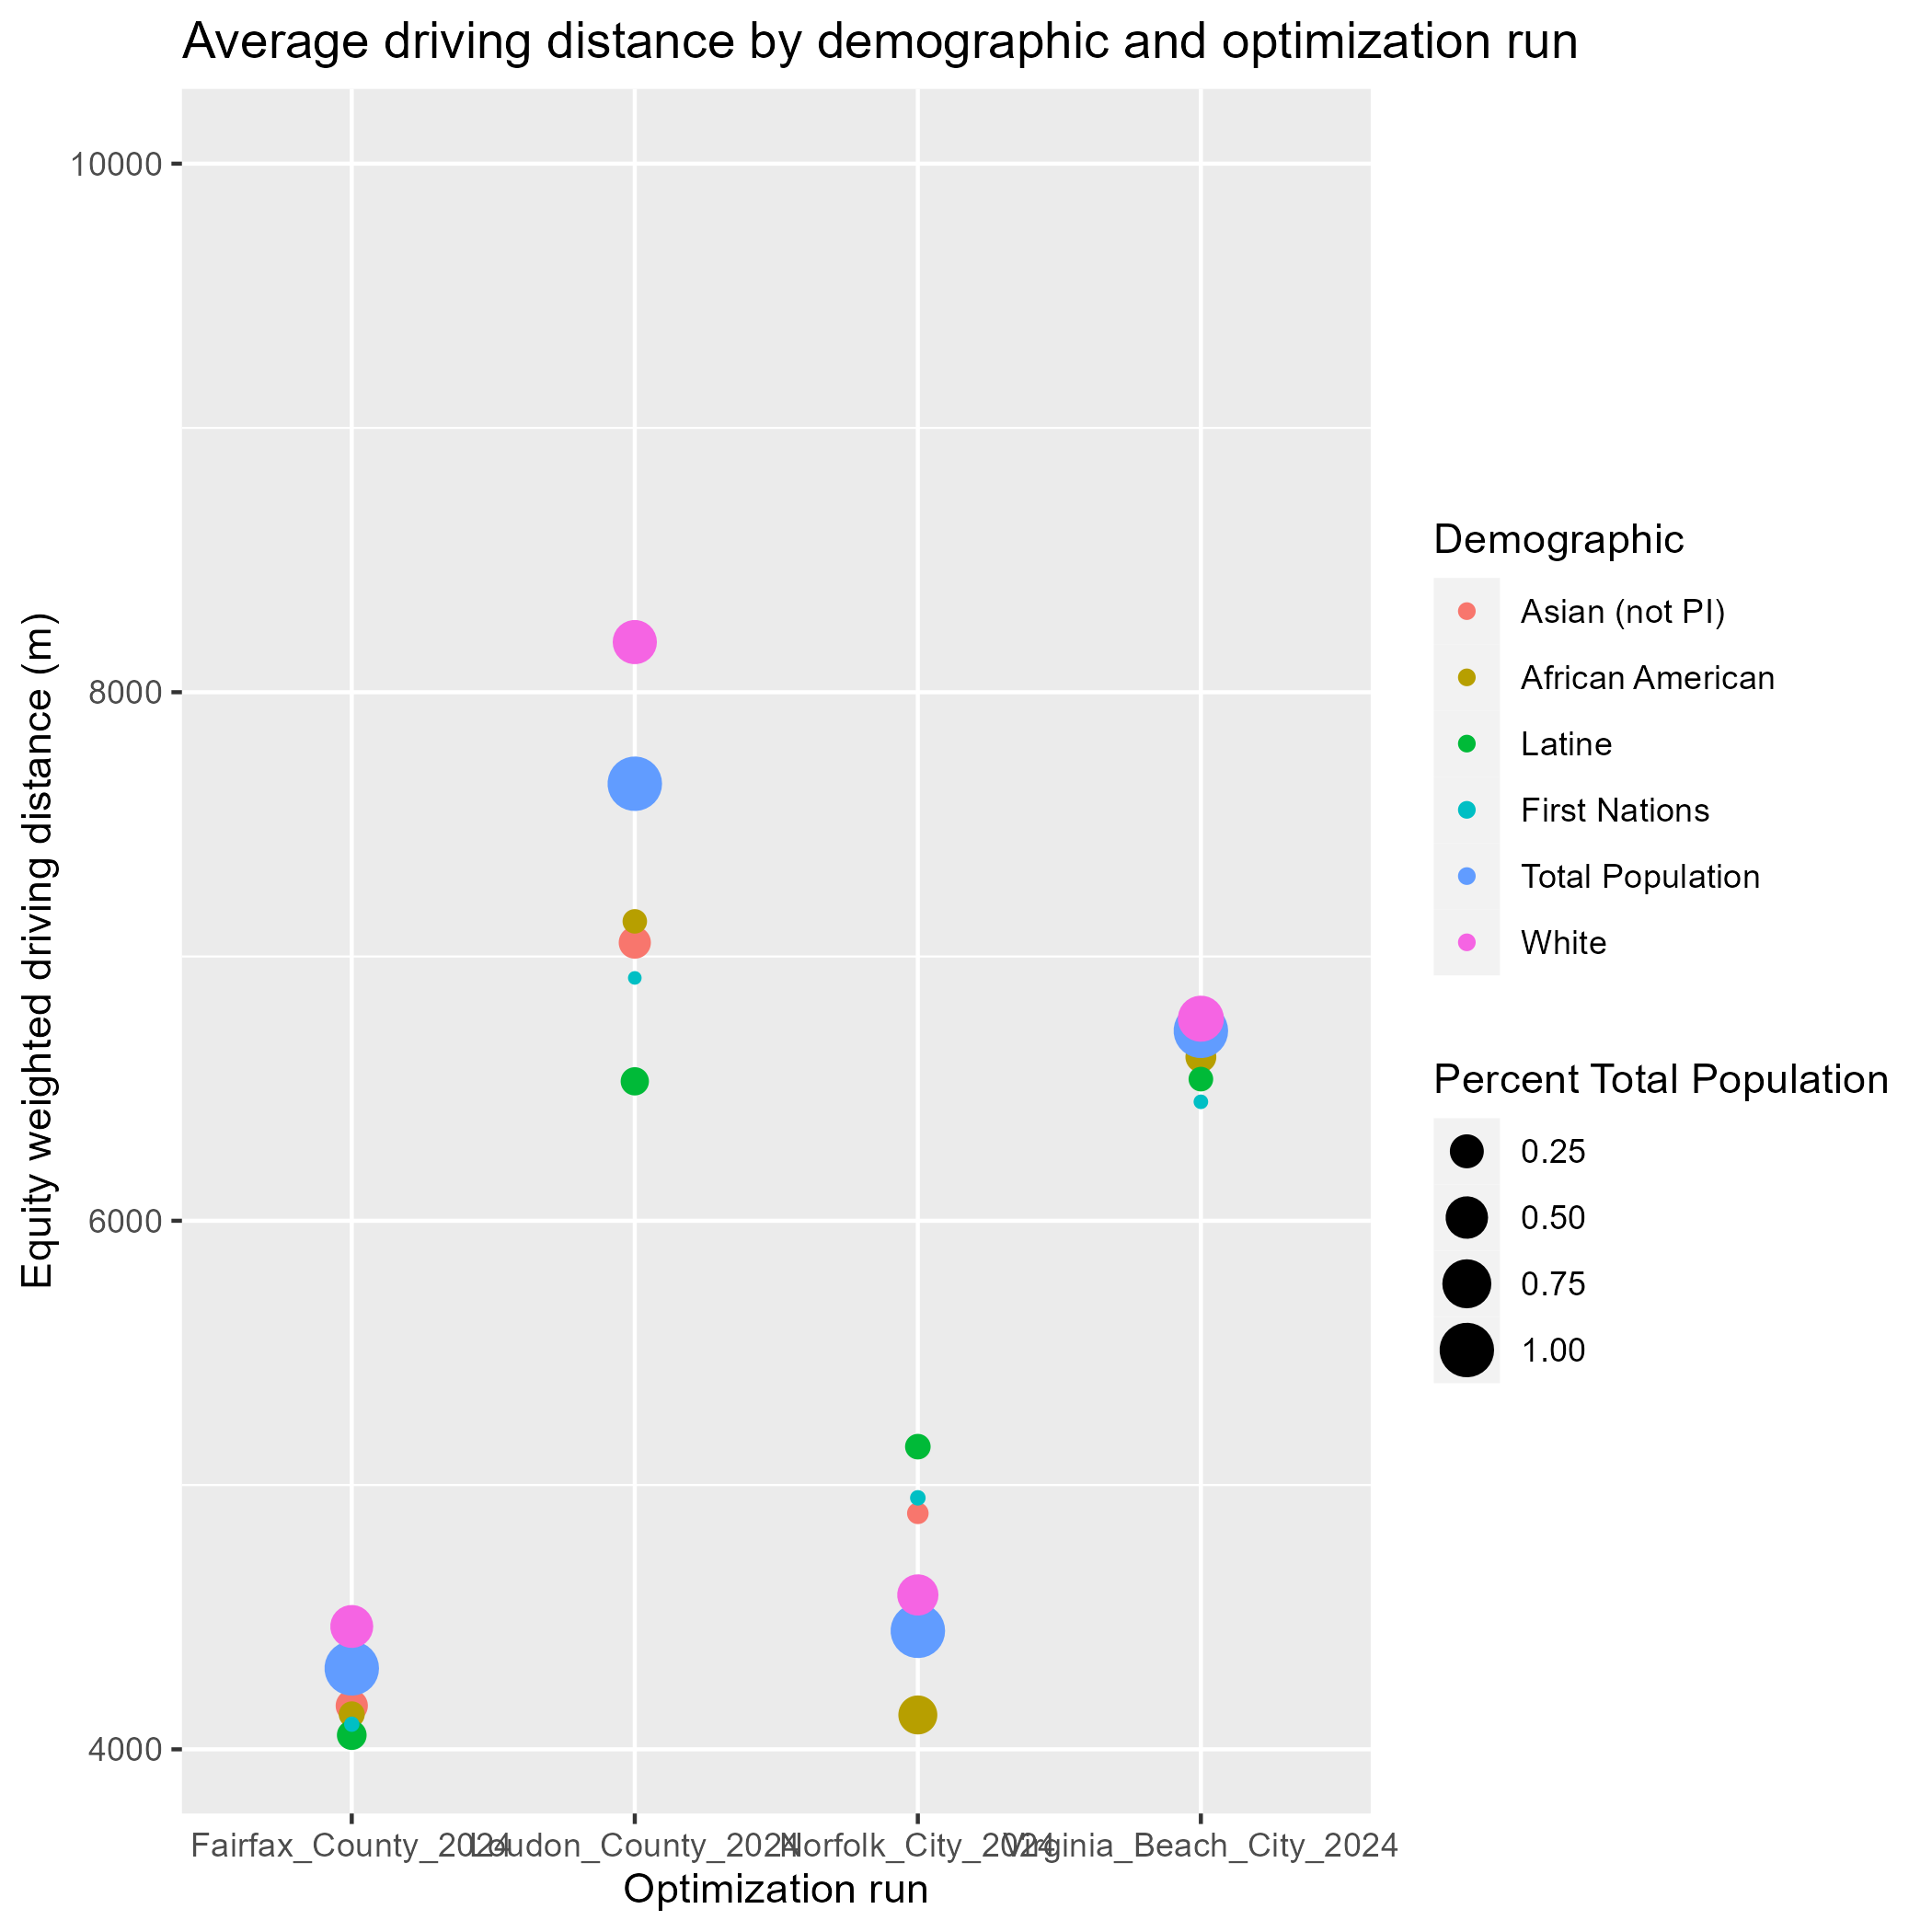 Average driving distance by demographic and optimization run
Equity weighted driving distance (m)
10000
8000
6000
4000
Fairfax_County_2024
Loudon_County_2024
Norfolk_City_2024
Virginia_Beach_City_2024
Optimization run
Demographic
Asian (not PI)
African American
Latine
First Nations
Total Population
White
Percent Total Population
0.25
0.50
0.75
1.00